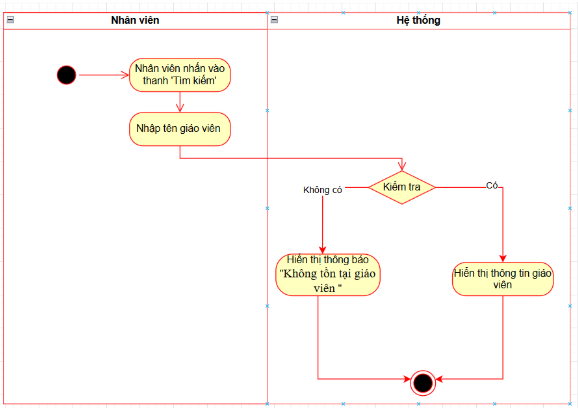 Nhân viên
Hệ thống
Nhân viên nhấn vào
thanh 'Tìm kiếm'
Nhập tên giáo viên
Kiểm tra
Không có
Có
Hiển thị thông báo
"Không tồn tại giáo
viên "
Hiển thị thông tin giáo
viên